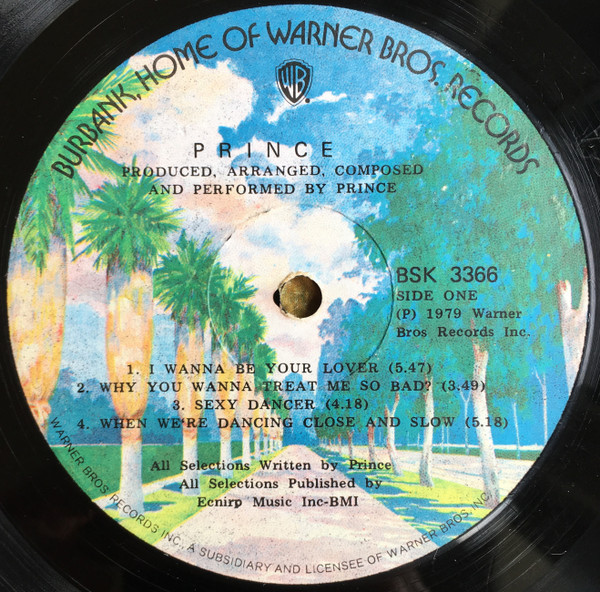 BURBANK, HOME OF WARNER BROS. RECORDS
WB
PRINCE
PRODUCED, ARRANGED, COMPOSED
AND PERFORMED BY PRINCE
BSK 3366
SIDE ONE
(P) 1979 Warner
Bros Records Inc.
1. I WANNA BE YOUR LOVER (5.47)
2. WHY YOU WANNA TREAT ME SO BAD? (3.49)
3. SEXY DANCER (4.18)
4. WHEN WE'RE DANCING CLOSE AND SLOW (5.18)
All Selections Written by Prince
All Selections Published by
Ecnirp Music Inc-BMI
WARNER BROS RECORDS INC., A SUBSIDIARY AND LICENSEE OF WARNER BROS. INC.